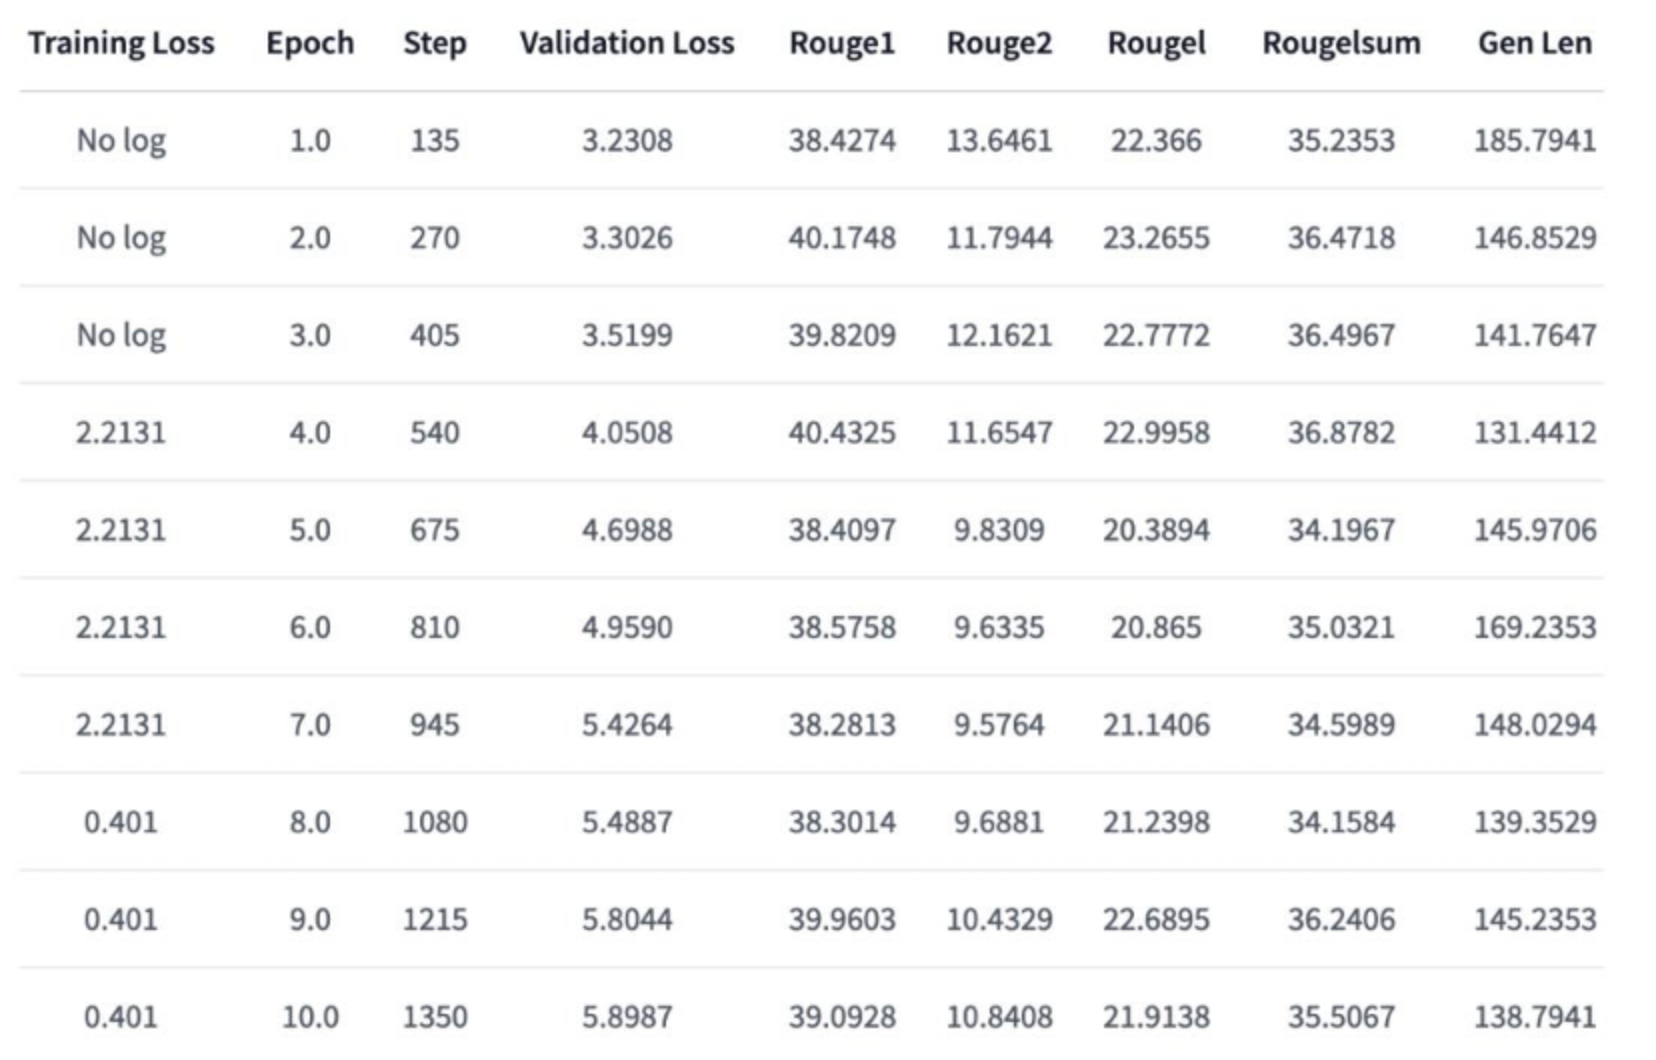 Training Loss Epoch Step Validation Loss Rouge1 Rouge2 Rougel Rougelsum Gen Len
No log 1.0 135 3.2308 38.4274 13.6461 22.366 35.2353 185.7941
No log 2.0 270 3.3026 40.1748 11.7944 23.2655 36.4718 146.8529
No log 3.0 405 3.5199 39.8209 12.1621 22.7772 36.4967 141.7647
2.2131 4.0 540 4.0508 40.4325 11.6547 22.9958 36.8782 131.4412
2.2131 5.0 675 4.6988 38.4097 9.8309 20.3894 34.1967 145.9706
2.2131 6.0 810 4.9590 38.5758 9.6335 20.865 35.0321 169.2353
2.2131 7.0 945 5.4264 38.2813 9.5764 21.1406 34.5989 148.0294
0.401 8.0 1080 5.4887 38.3014 9.6881 21.2398 34.1584 139.3529
0.401 9.0 1215 5.8044 39.9603 10.4329 22.6895 36.2406 145.2353
0.401 10.0 1350 5.8987 39.0928 10.8408 21.9138 35.5067 138.7941